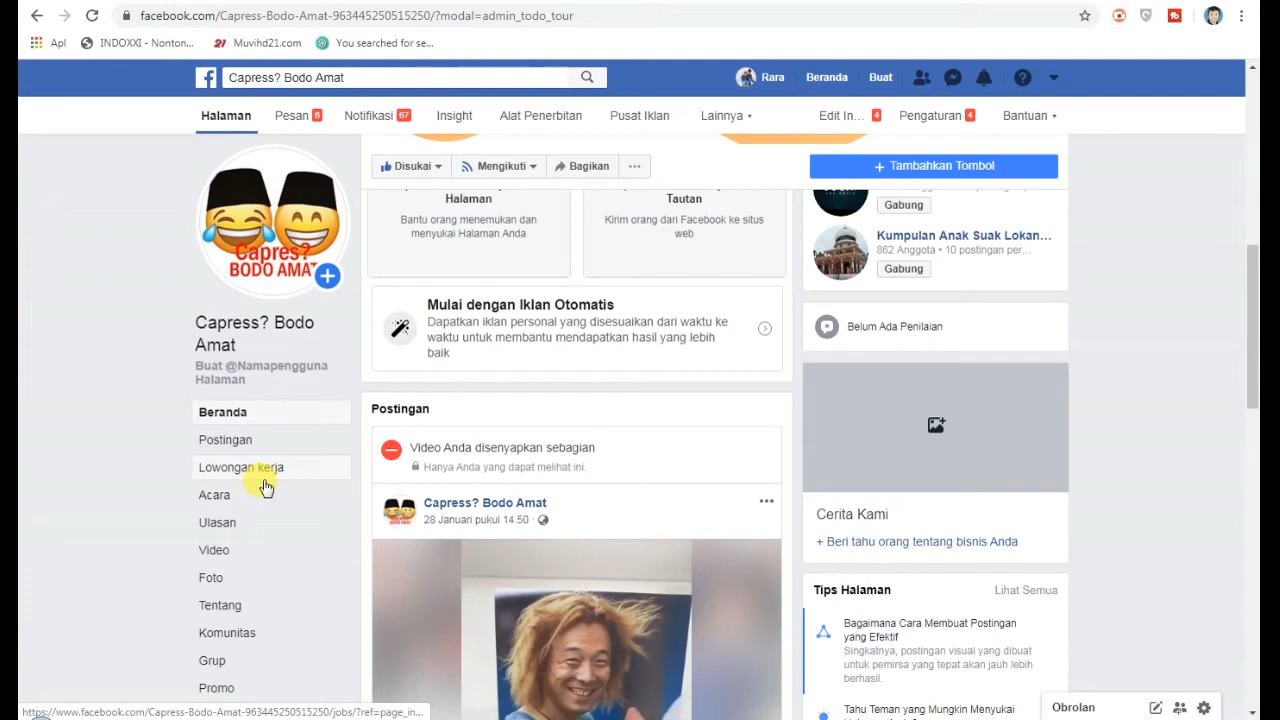 facebook.com/Capress-Bodo-Amat-963445250515250/?modal=admin_todo_tour
Apl
INDOXXI - Nonton...
Muvihd21.com
You searched for se...
Capress? Bodo Amat
Rara
Beranda
Buat
Halaman
Pesan 6
Notifikasi 67
Insight
Alat Penerbitan
Pusat Iklan
Lainnya
Edit In... 4
Pengaturan 4
Bantuan
Disukai
Mengikuti
Bagikan
...
+ Tambahkan Tombol
Capres?
BODO AMAT
Capress? Bodo
Amat
Buat @Namapengguna
Halaman
Beranda
Postingan
Lowongan kerja
Acara
Ulasan
Video
Foto
Tentang
Komunitas
Grup
Promo
Halaman
Bantu orang menemukan dan
menyukai Halaman Anda
Tautan
Kirim orang dari Facebook ke situs
web
Mulai dengan Iklan Otomatis
Dapatkan iklan personal yang disesuaikan dari waktu ke
waktu untuk membantu mendapatkan hasil yang lebih
baik
Postingan
Video Anda disenyapkan sebagian
Hanya Anda yang dapat melihat ini.
Capress? Bodo Amat
28 Januari pukul 14.50 ·
Gabung
Kumpulan Anak Suak Lokan...
862 Anggota • 10 postingan per...
Gabung
Belum Ada Penilaian
Cerita Kami
+ Beri tahu orang tentang bisnis Anda
Tips Halaman
Lihat Semua
Bagaimana Cara Membuat Postingan
yang Efektif
Singkatnya, postingan visual yang dibuat
untuk pemirsa yang tepat akan jauh lebih
berhasil.
Tahu Teman yang Mungkin Menyukai
Obrolan
https://www.facebook.com/Capress-Bodo-Amat-963445250515250/jobs/?ref=page_in...